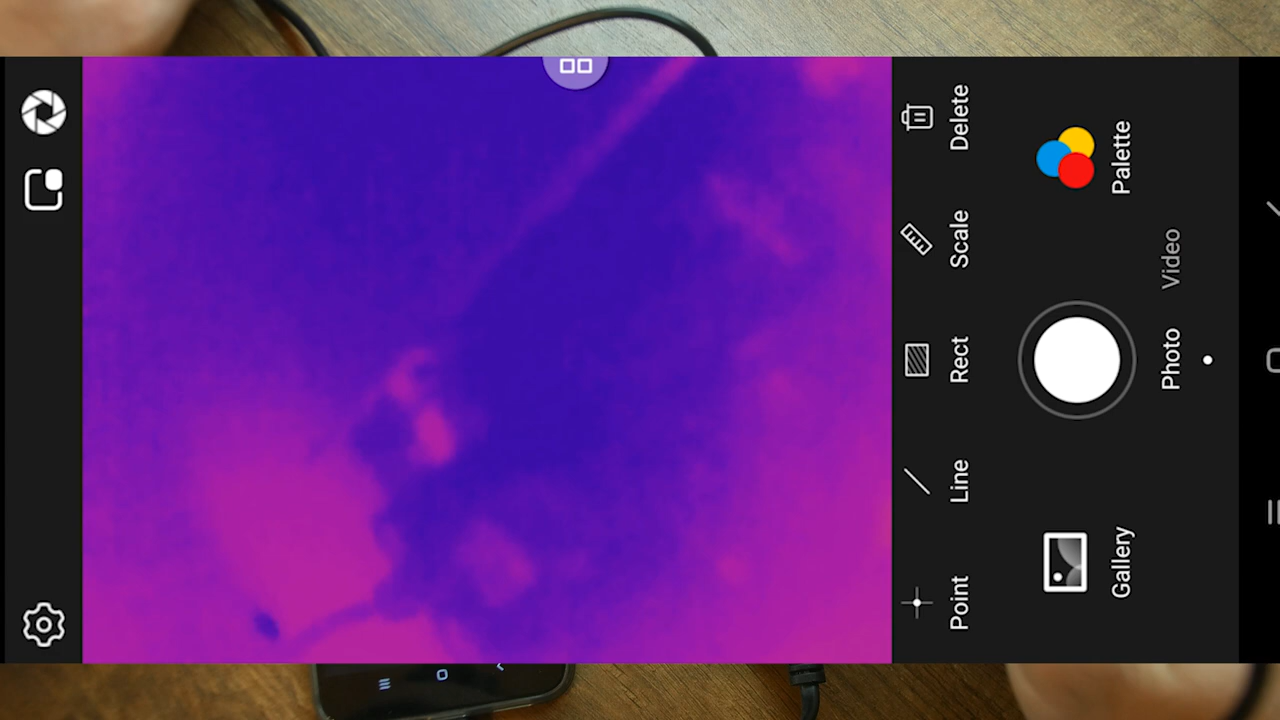 Delete
Scale
Rect
Line
Point
Palette
Gallery
Video
Photo